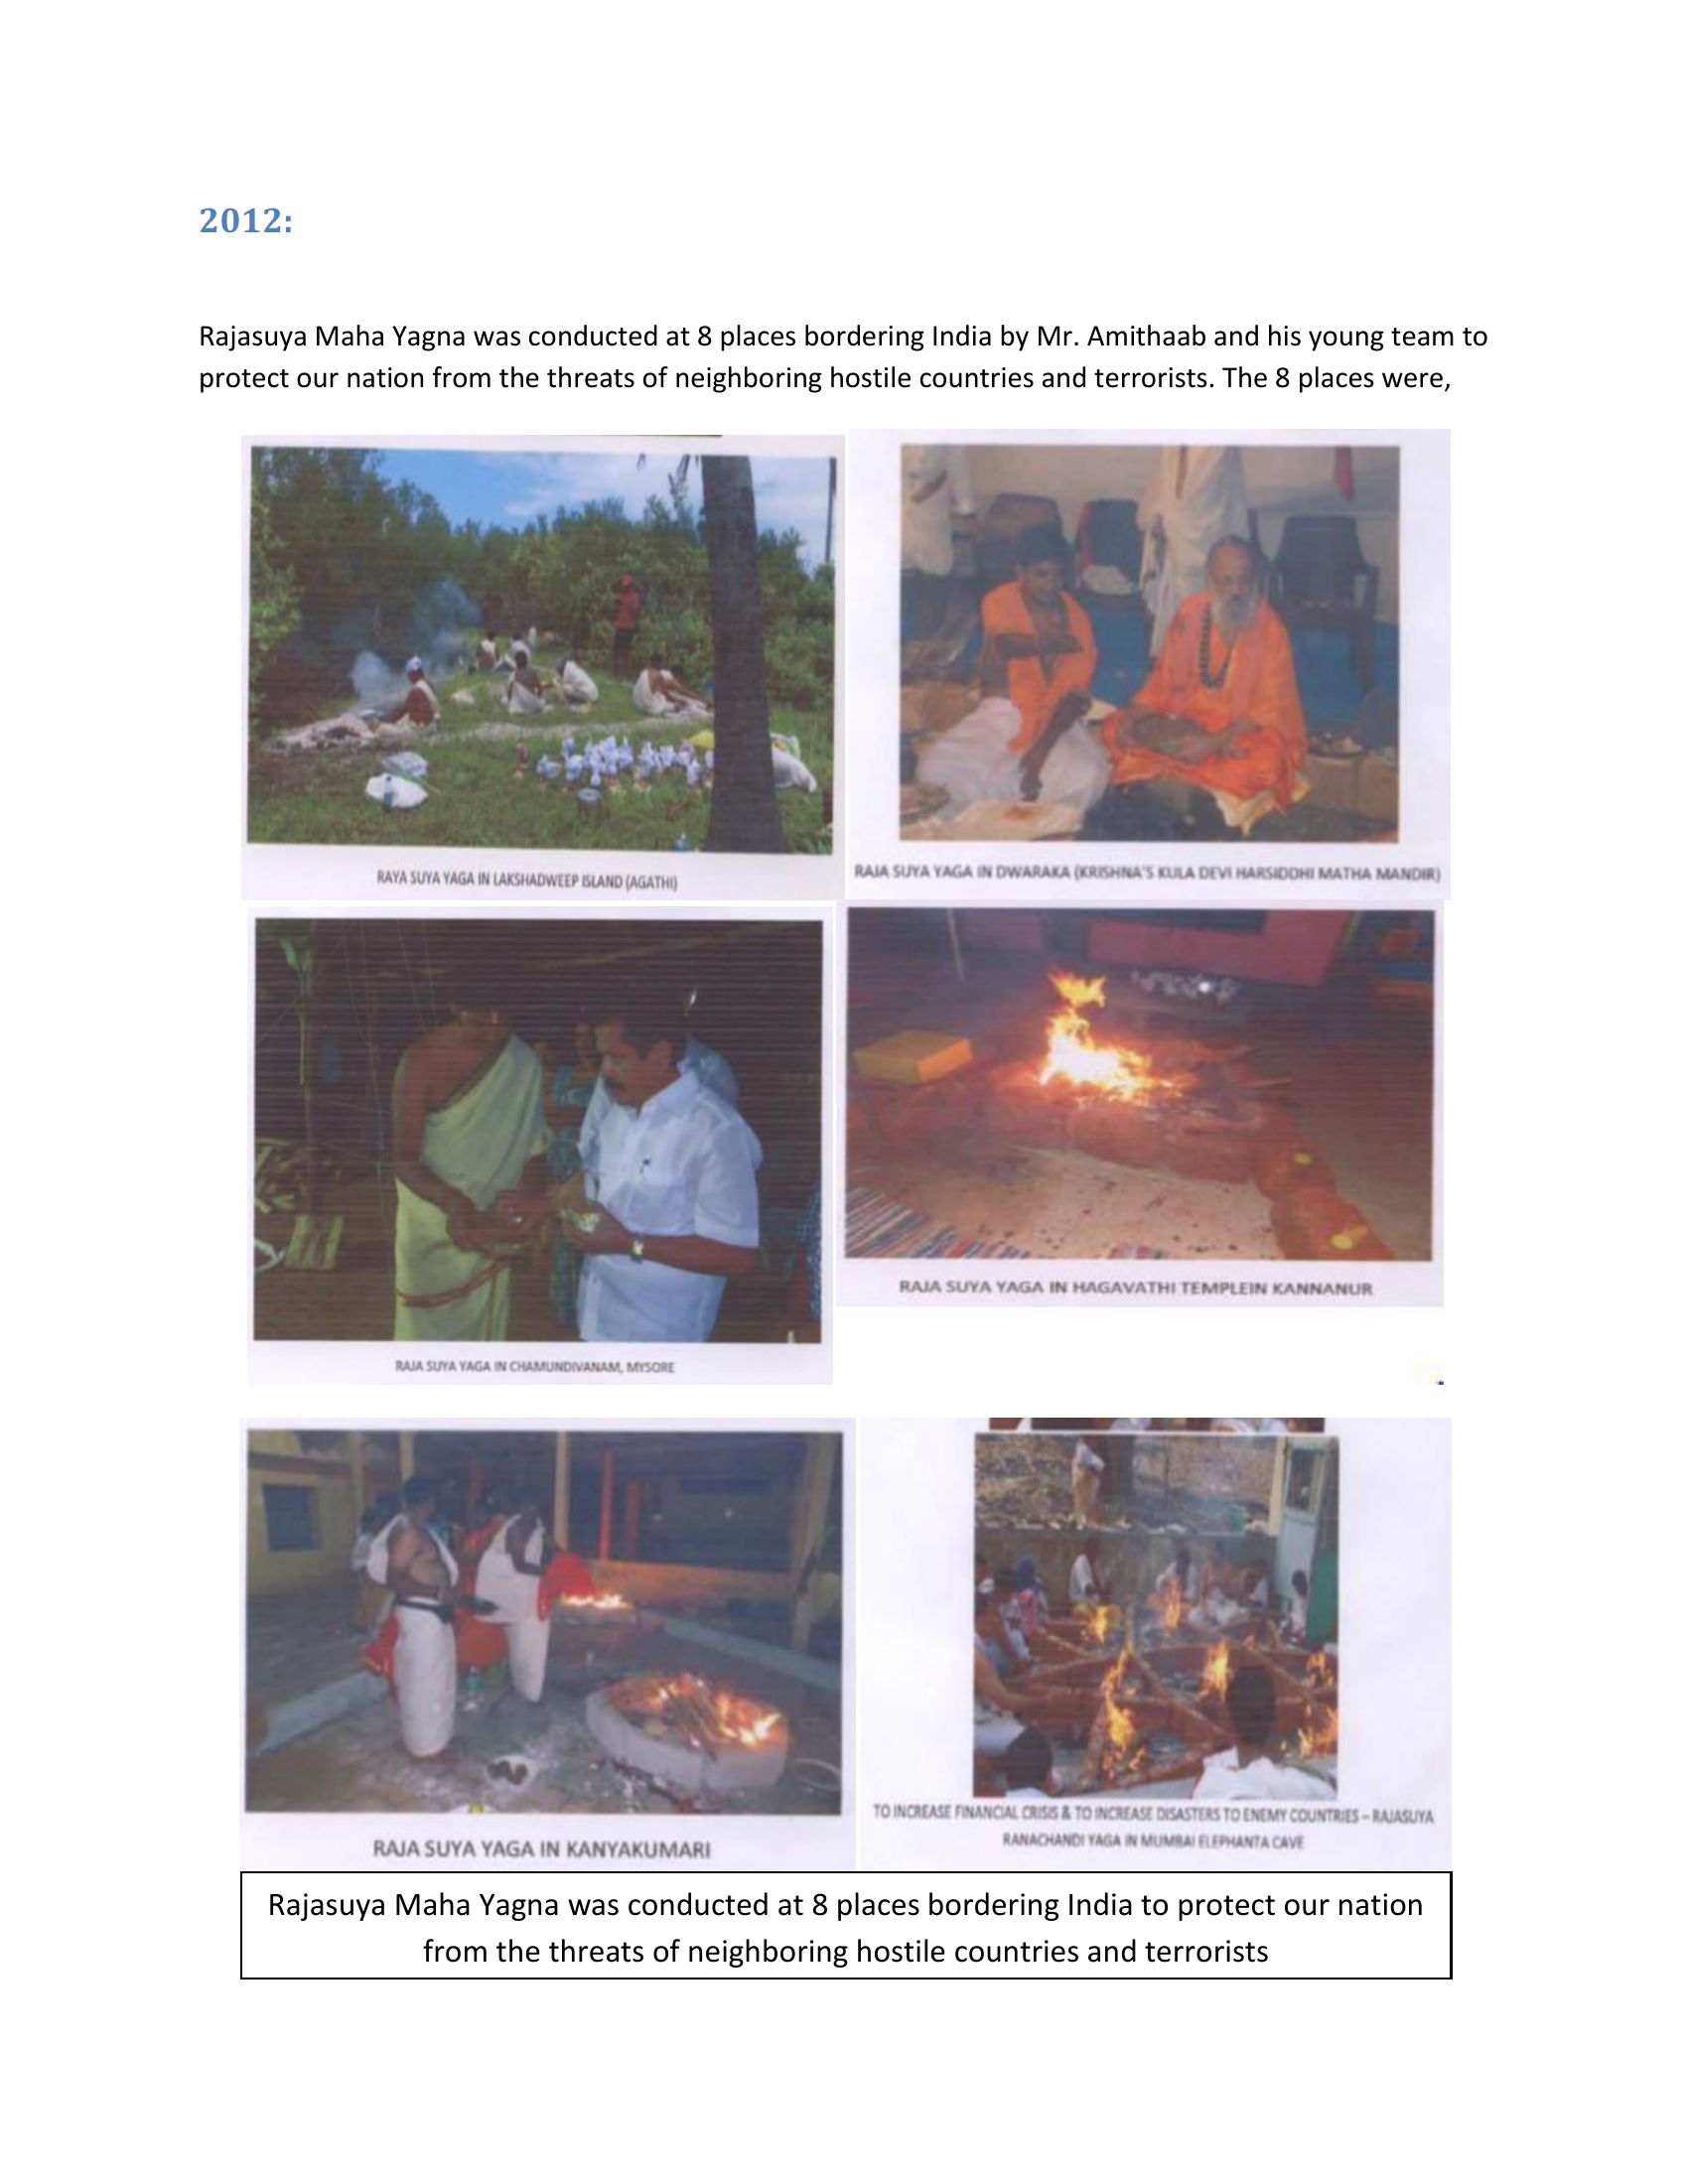 2012:
Rajasuya Maha Yagna was conducted at 8 places bordering India by Mr. Amithaab and his young team to
protect our nation from the threats of neighboring hostile countries and terrorists. The 8 places were,
RAYA SUYA YAGA IN LAKSHADWEEP ISLAND (AGATHI)
RAJA SUYA YAGA IN DWARAKA (KRISHNA'S KULA DEVI HARSIDDHI MATHA MANDIR)
RAJA SUYA YAGA IN CHAMUNDIVANAM, MYSORE
RAJA SUYA YAGA IN HAGAVATHI TEMPLEIN KANNANUR
RAJA SUYA YAGA IN KANYAKUMARI
TO INCREASE FINANCIAL CRISIS & TO INCREASE DISASTERS TO ENEMY COUNTRIES – RAJASUYA
RANACHANDI YAGA IN MUMBAI ELEPHANTA CAVE
Rajasuya Maha Yagna was conducted at 8 places bordering India to protect our nation
from the threats of neighboring hostile countries and terrorists